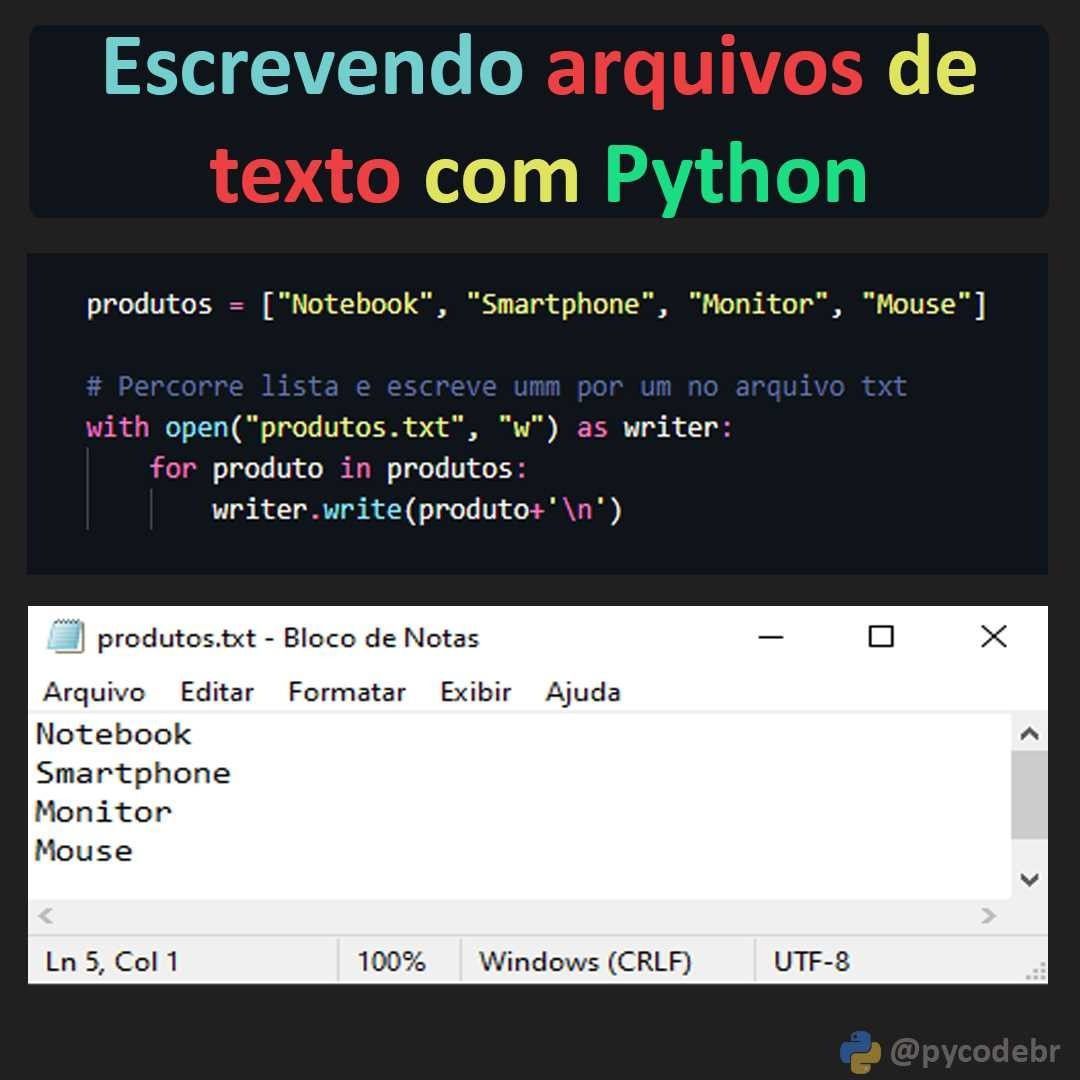 Escrevendo arquivos de
texto com Python
produtos = ["Notebook", "Smartphone", "Monitor", "Mouse"]
# Percorre lista e escreve umm por um no arquivo txt
with open("produtos.txt", "w") as writer:
    for produto in produtos:
        writer.write(produto+'\n')
produtos.txt - Bloco de Notas
Arquivo Editar Formatar Exibir Ajuda
Notebook
Smartphone
Monitor
Mouse
Ln 5, Col 1 100% Windows (CRLF) UTF-8
@pycodebr